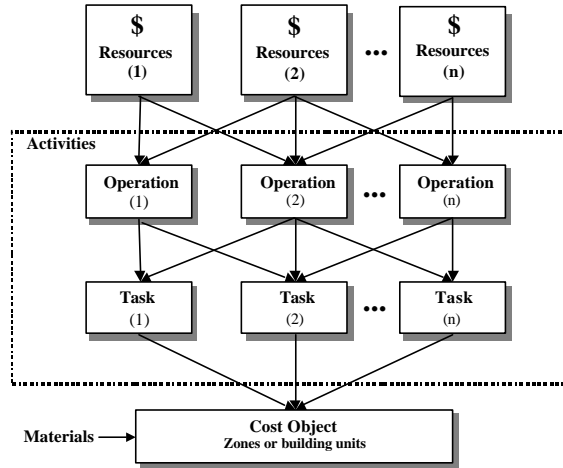 $ $ $
Resources Resources ••• Resources
(1) (2) (n)
Activities
Operation Operation Operation
(1) (2) ••• (n)
Task Task Task
(1) (2) ••• (n)
Cost Object
Materials Zones or building units